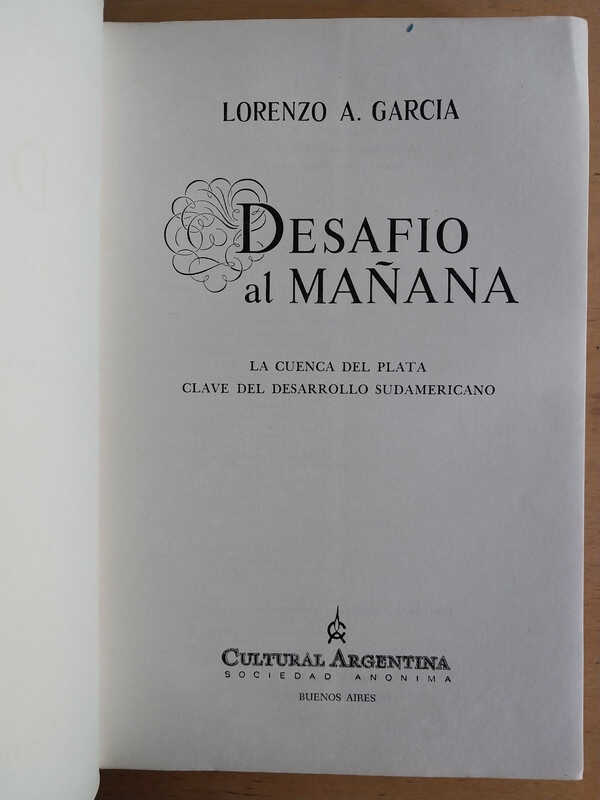 LORENZO A. GARCIA
DESAFIO
al MAÑANA
LA CUENCA DEL PLATA
CLAVE DEL DESARROLLO SUDAMERICANO
CULTURAL ARGENTINA
SOCIEDAD ANONIMA
BUENOS AIRES